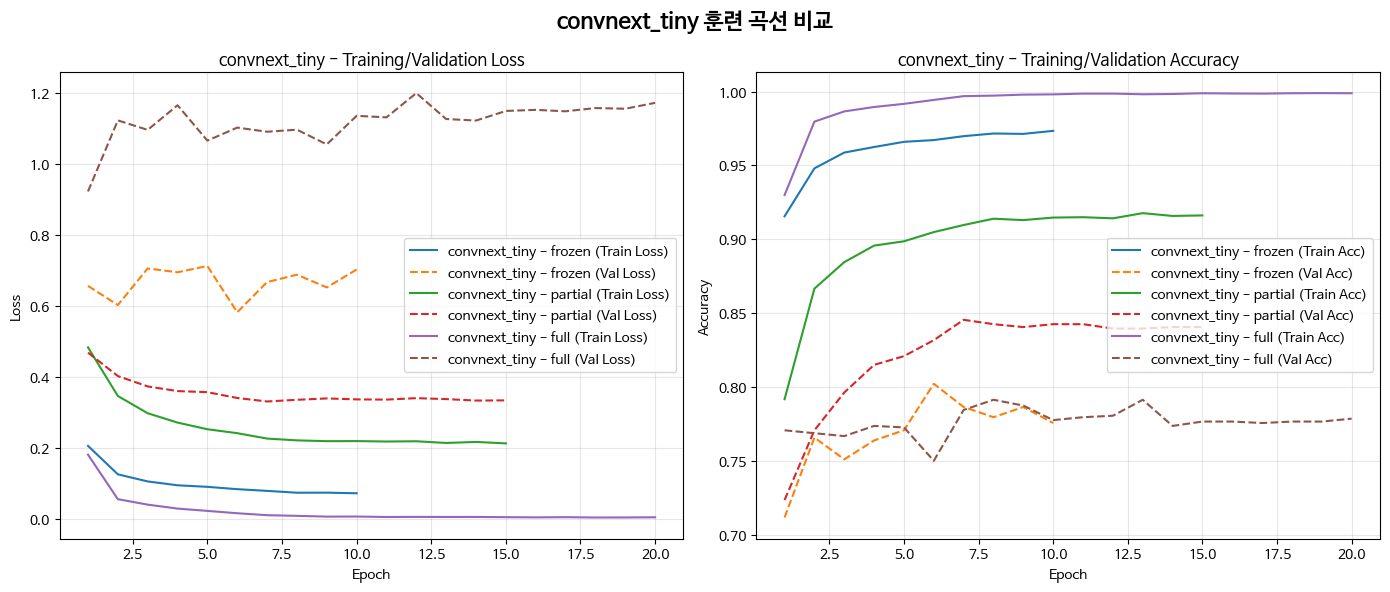 convnext_tiny 훈련 곡선 비교
convnext_tiny - Training/Validation Loss
1.2
1.0
0.8
0.6
0.4
0.2
0.0
Loss
convnext_tiny - frozen (Train Loss)
convnext_tiny - frozen (Val Loss)
convnext_tiny - partial (Train Loss)
convnext_tiny - partial (Val Loss)
convnext_tiny - full (Train Loss)
convnext_tiny - full (Val Loss)
2.5 5.0 7.5 10.0 12.5 15.0 17.5 20.0
Epoch
convnext_tiny - Training/Validation Accuracy
1.00
0.95
0.90
0.85
0.80
0.75
0.70
Accuracy
convnext_tiny - frozen (Train Acc)
convnext_tiny - frozen (Val Acc)
convnext_tiny - partial (Train Acc)
convnext_tiny - partial (Val Acc)
convnext_tiny - full (Train Acc)
convnext_tiny - full (Val Acc)
2.5 5.0 7.5 10.0 12.5 15.0 17.5 20.0
Epoch